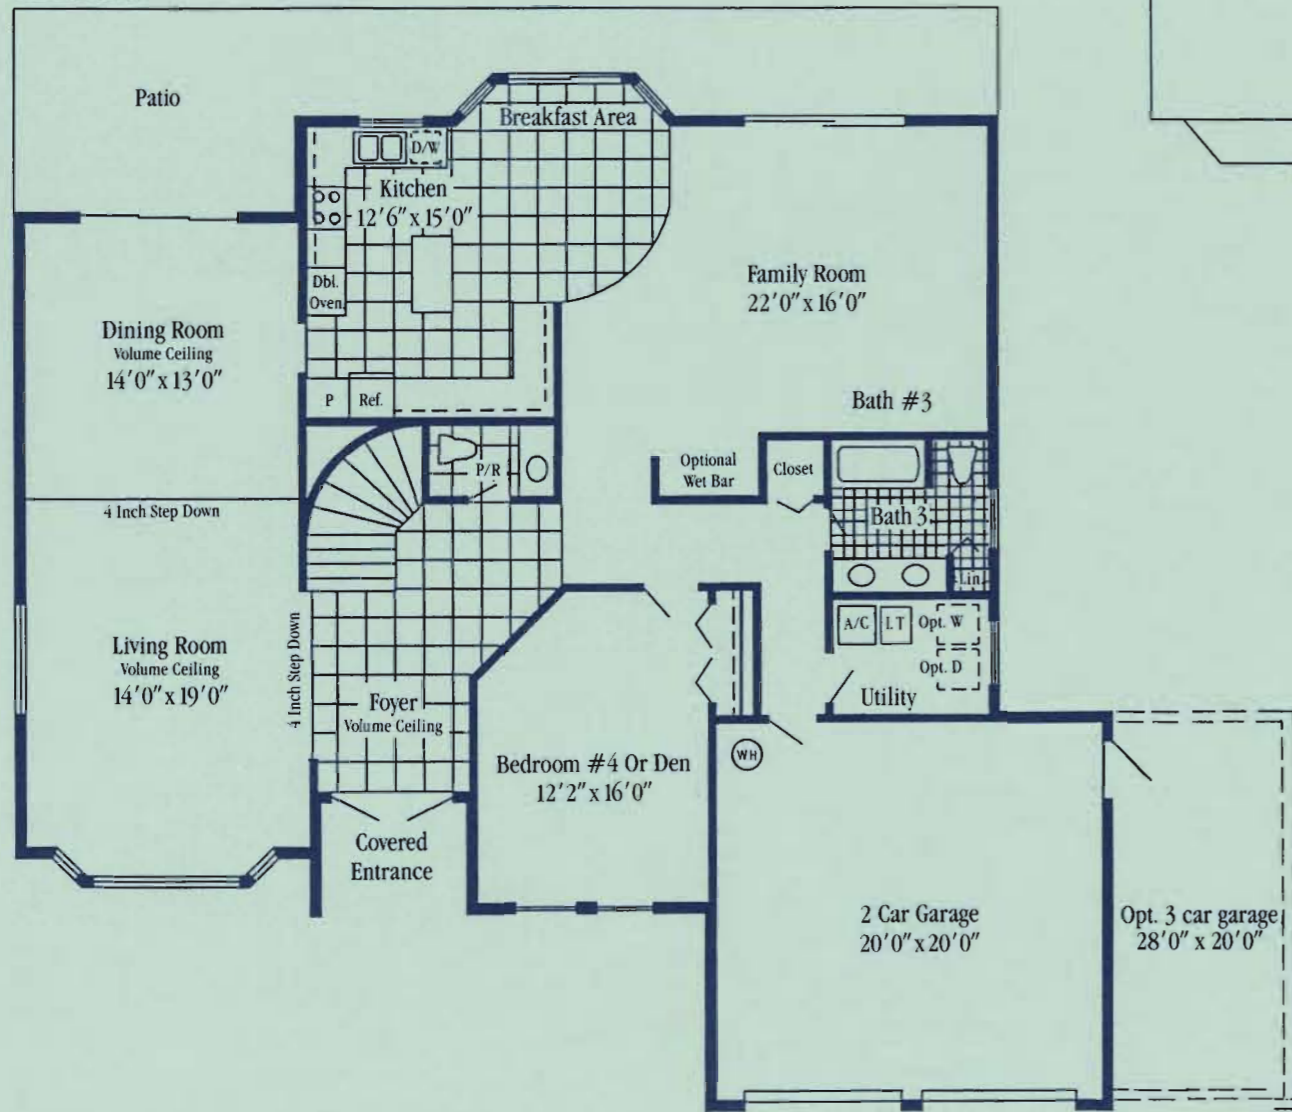 Patio
Breakfast Area
D/W
Kitchen
12'6" x 15'0"
Dbl.
Oven
Family Room
22'0" x 16'0"
Dining Room
Volume Ceiling
14'0" x 13'0"
P
Ref.
Bath #3
P/R
Optional
Wet Bar
Closet
4 Inch Step Down
Bath 3
Lin.
A/C
LT
Opt. W
Opt. D
Utility
Living Room
Volume Ceiling
14'0" x 19'0"
4 Inch Step Down
Foyer
Volume Ceiling
WH
Bedroom #4 Or Den
12'2" x 16'0"
Covered
Entrance
2 Car Garage
20'0" x 20'0"
Opt. 3 car garage
28'0" x 20'0"